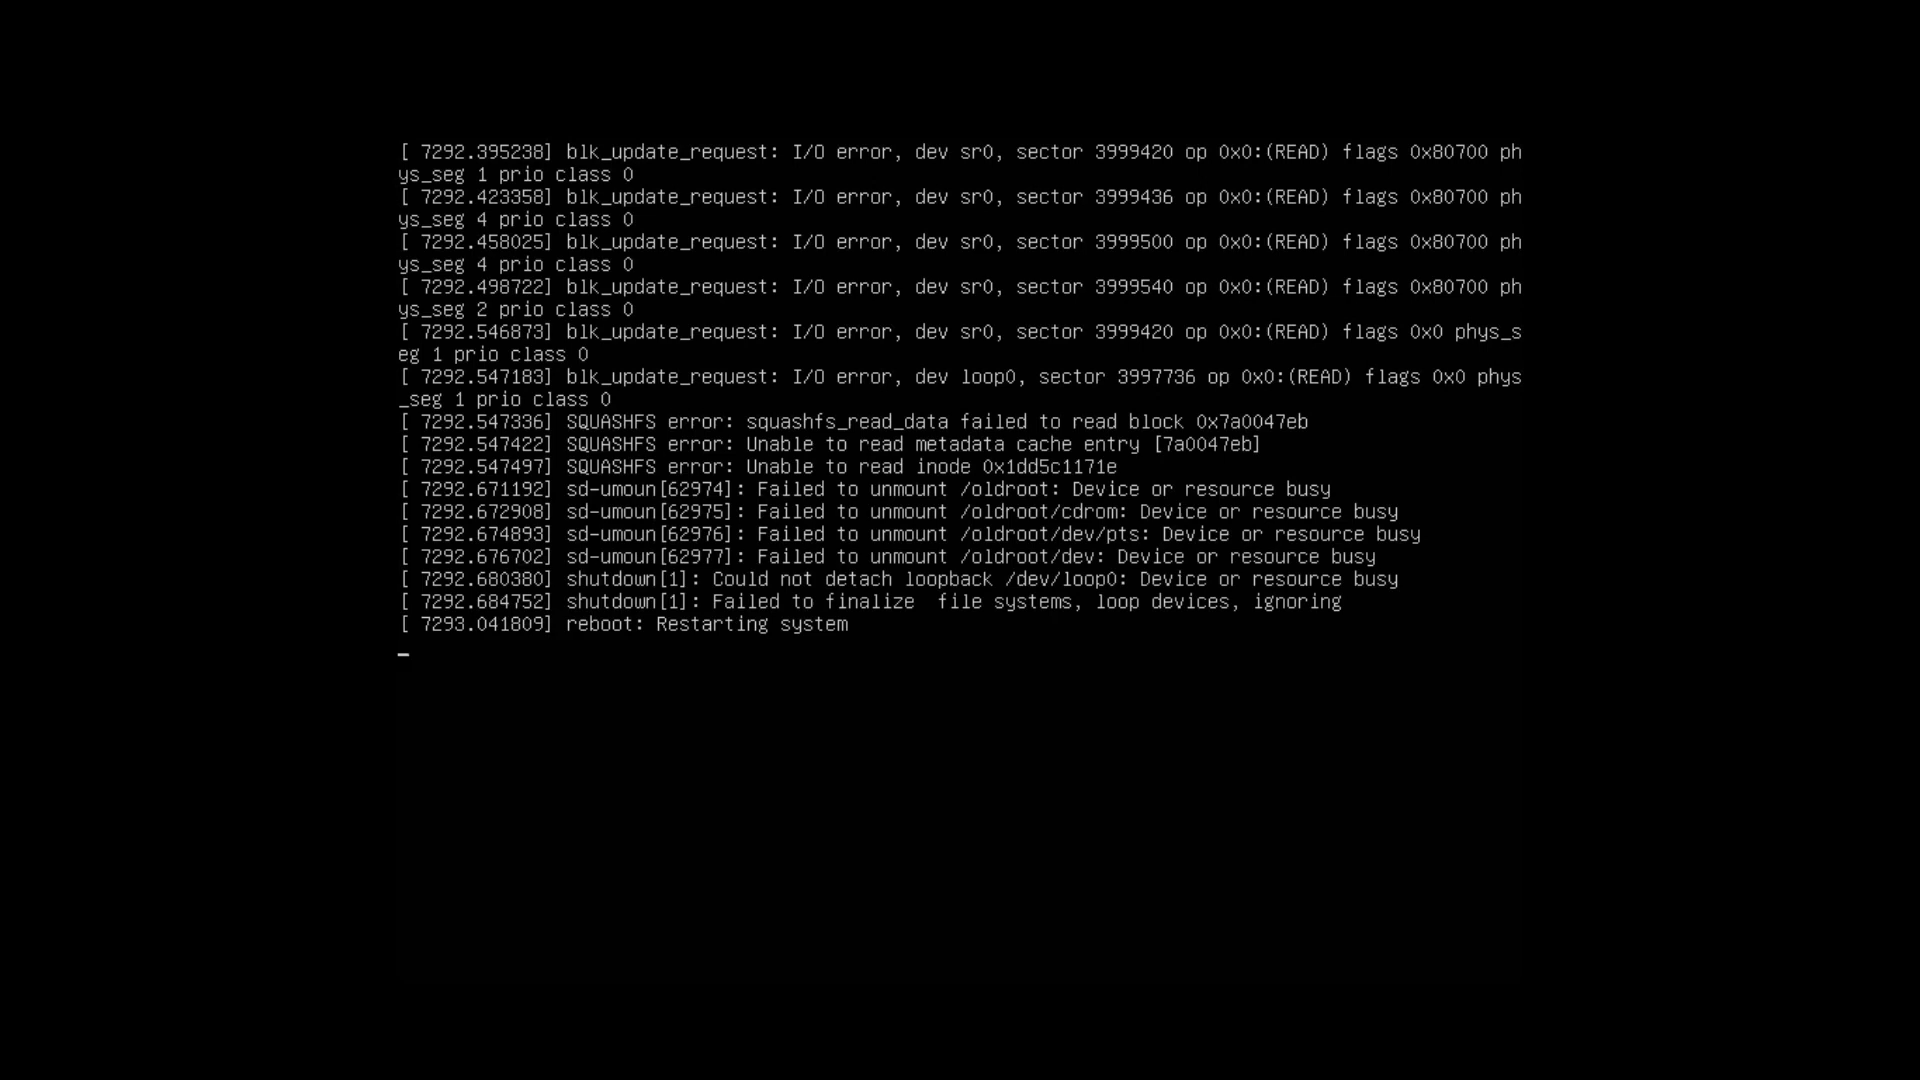 [ 7292.395238] blk_update_request: I/O error, dev sr0, sector 3999420 op 0x0:(READ) flags 0x80700 ph
ys_seg 1 prio class 0
[ 7292.423358] blk_update_request: I/O error, dev sr0, sector 3999436 op 0x0:(READ) flags 0x80700 ph
ys_seg 4 prio class 0
[ 7292.458025] blk_update_request: I/O error, dev sr0, sector 3999500 op 0x0:(READ) flags 0x80700 ph
ys_seg 4 prio class 0
[ 7292.498722] blk_update_request: I/O error, dev sr0, sector 3999540 op 0x0:(READ) flags 0x80700 ph
ys_seg 2 prio class 0
[ 7292.546873] blk_update_request: I/O error, dev sr0, sector 3999420 op 0x0:(READ) flags 0x0 phys_s
eg 1 prio class 0
[ 7292.547183] blk_update_request: I/O error, dev loop0, sector 3997736 op 0x0:(READ) flags 0x0 phys
_seg 1 prio class 0
[ 7292.547336] SQUASHFS error: squashfs_read_data failed to read block 0x7a0047eb
[ 7292.547422] SQUASHFS error: Unable to read metadata cache entry [7a0047eb]
[ 7292.547497] SQUASHFS error: Unable to read inode 0x1dd5c1171e
[ 7292.671192] sd-umoun[62974]: Failed to unmount /oldroot: Device or resource busy
[ 7292.672908] sd-umoun[62975]: Failed to unmount /oldroot/cdrom: Device or resource busy
[ 7292.674893] sd-umoun[62976]: Failed to unmount /oldroot/dev/pts: Device or resource busy
[ 7292.676702] sd-umoun[62977]: Failed to unmount /oldroot/dev: Device or resource busy
[ 7292.680380] shutdown[1]: Could not detach loopback /dev/loop0: Device or resource busy
[ 7292.684752] shutdown[1]: Failed to finalize  file systems, loop devices, ignoring
[ 7293.041809] reboot: Restarting system
_